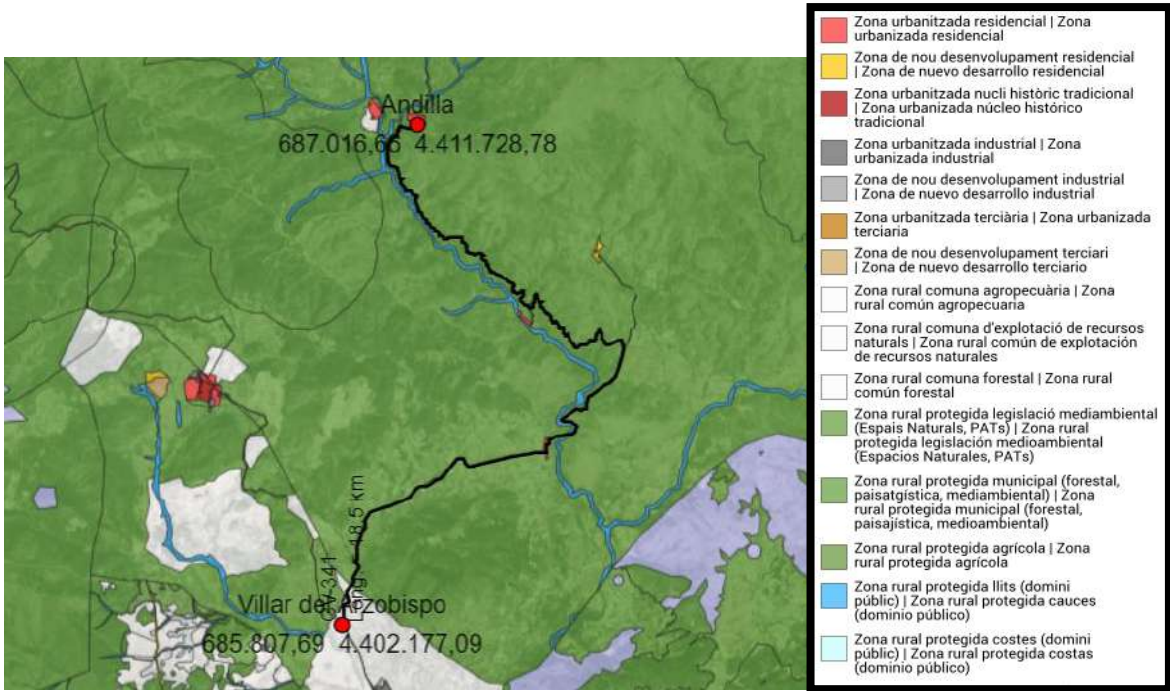 Andilla
687.016,66 4.411.728,78
CV-341
Long. 18.5 km
Villar del Arzobispo
685.807,69 4.402.177,09
Zona urbanitzada residencial | Zona
urbanizada residencial
Zona de nou desenvolupament residencial
| Zona de nuevo desarrollo residencial
Zona urbanitzada nucli històric tradicional
| Zona urbanizada núcleo histórico
tradicional
Zona urbanitzada industrial | Zona
urbanizada industrial
Zona de nou desenvolupament industrial
| Zona de nuevo desarrollo industrial
Zona urbanitzada terciària | Zona urbanizada
terciaria
Zona de nou desenvolupament terciari
| Zona de nuevo desarrollo terciario
Zona rural comuna agropecuària | Zona
rural común agropecuaria
Zona rural comuna d'explotació de recursos
naturals | Zona rural común de explotación
de recursos naturales
Zona rural comuna forestal | Zona rural
común forestal
Zona rural protegida legislació mediambiental
(Espais Naturals, PATs) | Zona rural
protegida legislación medioambiental
(Espacios Naturales, PATs)
Zona rural protegida municipal (forestal,
paisatgística, mediambiental) | Zona
rural protegida municipal (forestal,
paisajística, medioambiental)
Zona rural protegida agrícola | Zona
rural protegida agrícola
Zona rural protegida llits (domini
públic) | Zona rural protegida cauces
(dominio público)
Zona rural protegida costes (domini
públic) | Zona rural protegida costas
(dominio público)